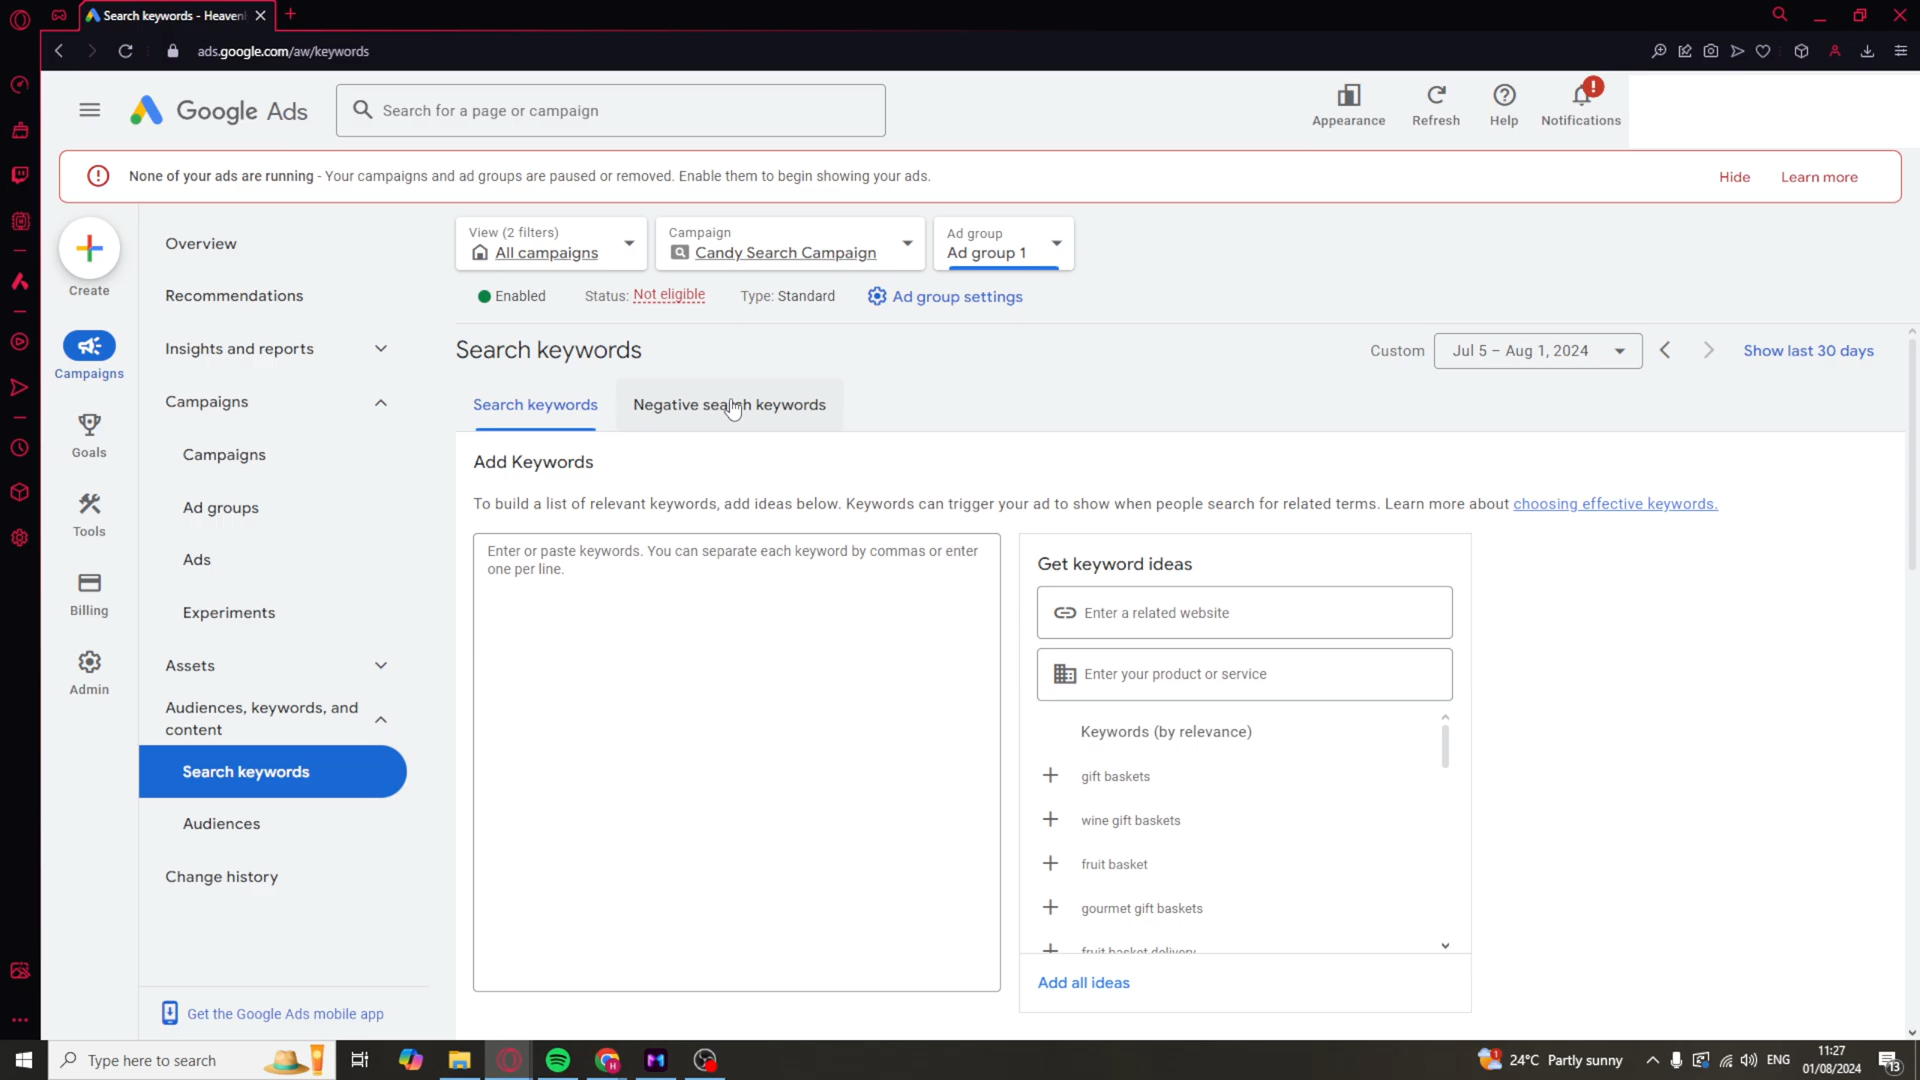 Search keywords - Heaven
ads.google.com/aw/keywords
Google Ads
Search for a page or campaign
Appearance
Refresh
Help
Notifications
None of your ads are running - Your campaigns and ad groups are paused or removed. Enable them to begin showing your ads.
Hide
Learn more
Create
Campaigns
Goals
Tools
Billing
Admin
Overview
Recommendations
Insights and reports
Campaigns
Campaigns
Ad groups
Ads
Experiments
Assets
Audiences, keywords, and
content
Search keywords
Audiences
Change history
Get the Google Ads mobile app
View (2 filters)
All campaigns
Campaign
Candy Search Campaign
Ad group
Ad group 1
Enabled
Status: Not eligible
Type: Standard
Ad group settings
Search keywords
Custom
Jul 5 – Aug 1, 2024
Show last 30 days
Search keywords
Negative search keywords
Add Keywords
To build a list of relevant keywords, add ideas below. Keywords can trigger your ad to show when people search for related terms. Learn more about choosing effective keywords.
Enter or paste keywords. You can separate each keyword by commas or enter
one per line.
Get keyword ideas
Enter a related website
Enter your product or service
Keywords (by relevance)
gift baskets
wine gift baskets
fruit basket
gourmet gift baskets
fruit basket delivery
Add all ideas
Type here to search
24°C Partly sunny
ENG
11:27
01/08/2024
13